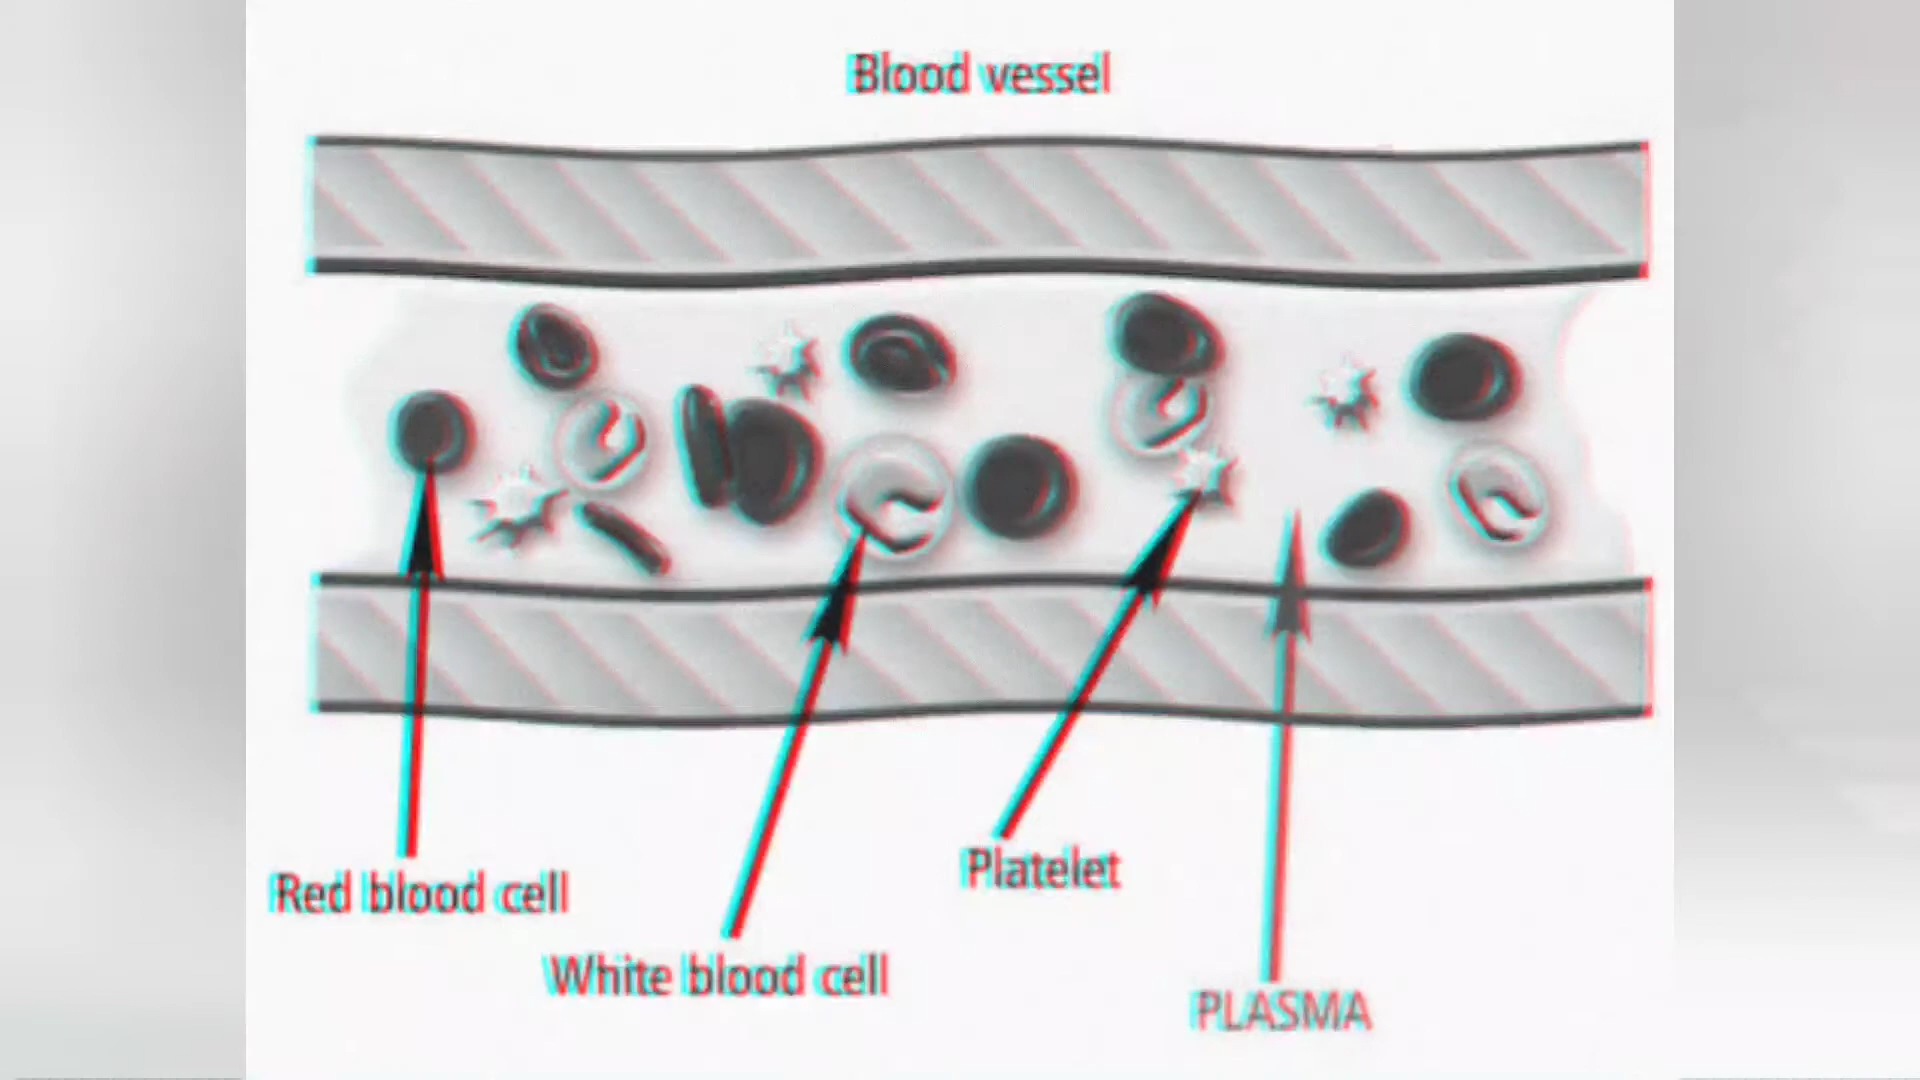 Blood vessel
Platelet
Red blood cell
White blood cell
PLASMA